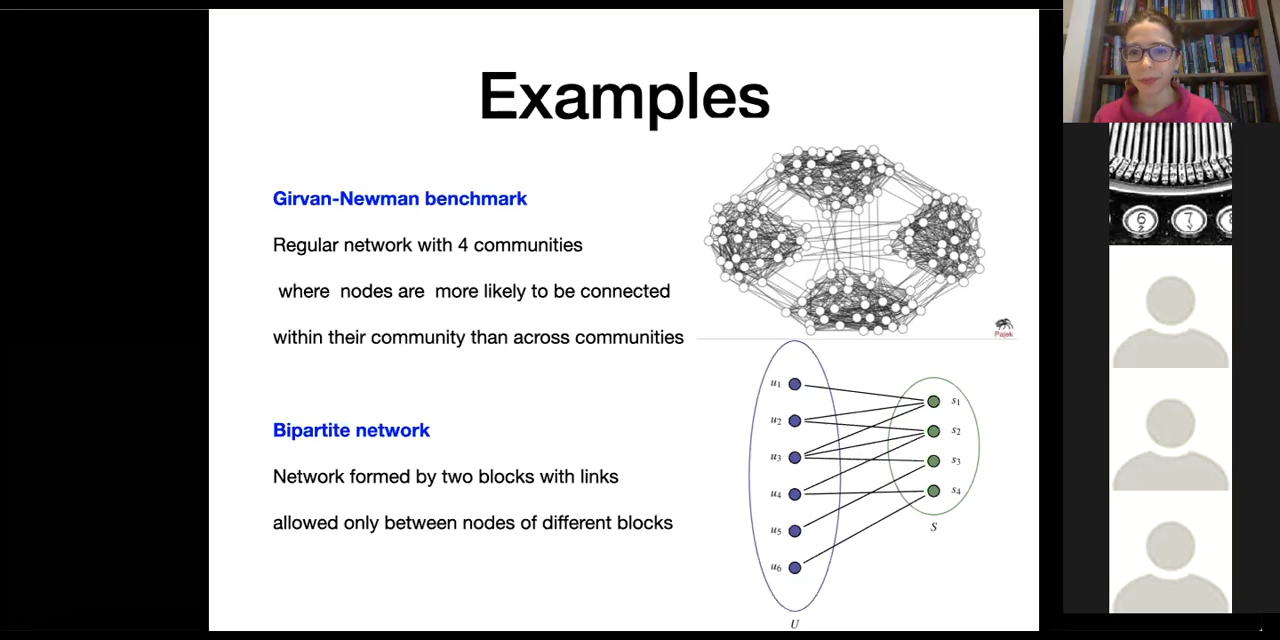 Examples
Girvan-Newman benchmark
Regular network with 4 communities
where nodes are more likely to be connected
within their community than across communities
Pajek
Bipartite network
Network formed by two blocks with links
allowed only between nodes of different blocks
u1
u2
u3
u4
u5
u6
U
s1
s2
s3
s4
S
6
7